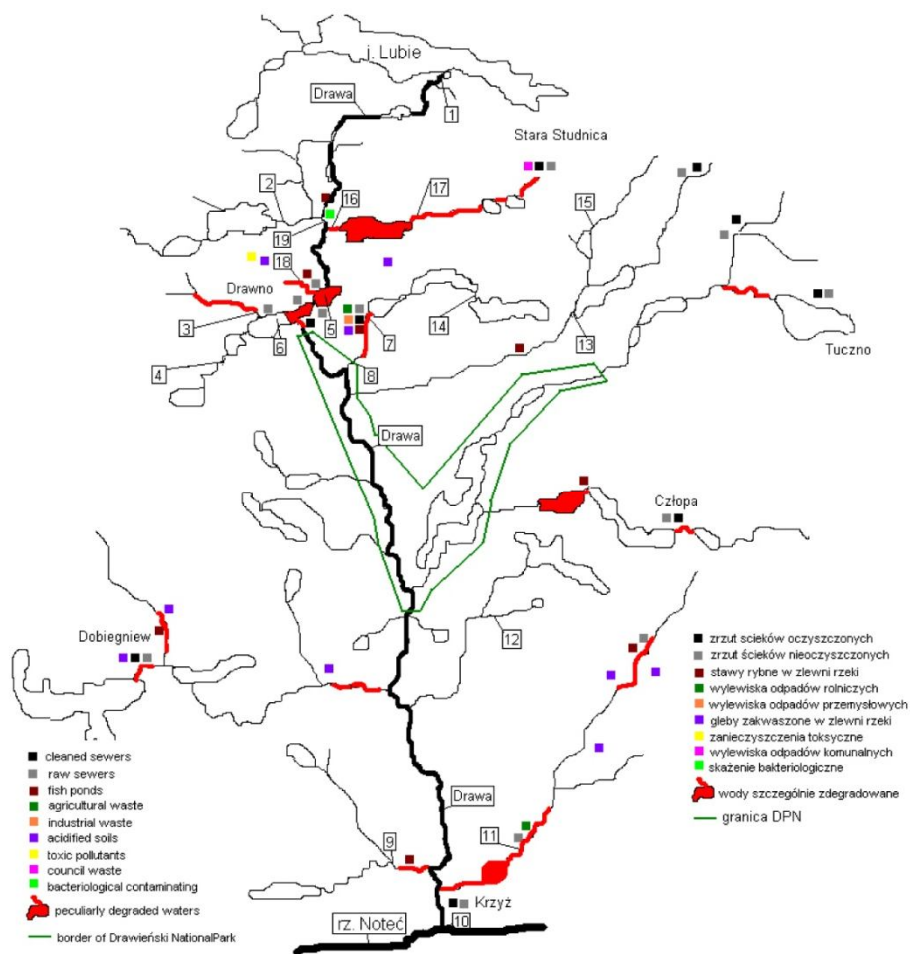 j. Lubie
Drawa
1
Stara Studnica
2
16
17
15
19
18
Drawno
3
6
5
7
14
13
Tuczno
4
8
Drawa
Człopa
12
Dobiegniew
Drawa
9
11
Krzyż
10
rz. Noteć
cleaned sewers
raw sewers
fish ponds
agricultural waste
industrial waste
acidified soils
toxic pollutants
council waste
bacteriological contaminating
peculiarly degraded waters
border of Drawieński NationalPark
zrzut scieków oczyszczonych
zrzut ścieków nieoczyszczonych
stawy rybne w zlewni rzeki
wylewiska odpadów rolniczych
wylewiska odpadów przemysłowych
gleby zakwaszone w zlewni rzeki
zanieczyszczenia toksyczne
wylewiska odpadów komunalnych
skażenie bakteriologiczne
wody szczególnie zdegradowane
granica DPN